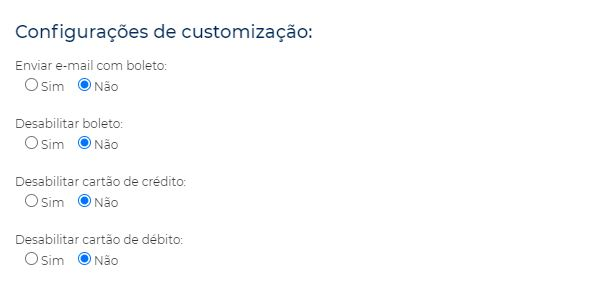 Configurações de customização:
Enviar e-mail com boleto:
Sim Não
Desabilitar boleto:
Sim Não
Desabilitar cartão de crédito:
Sim Não
Desabilitar cartão de débito:
Sim Não